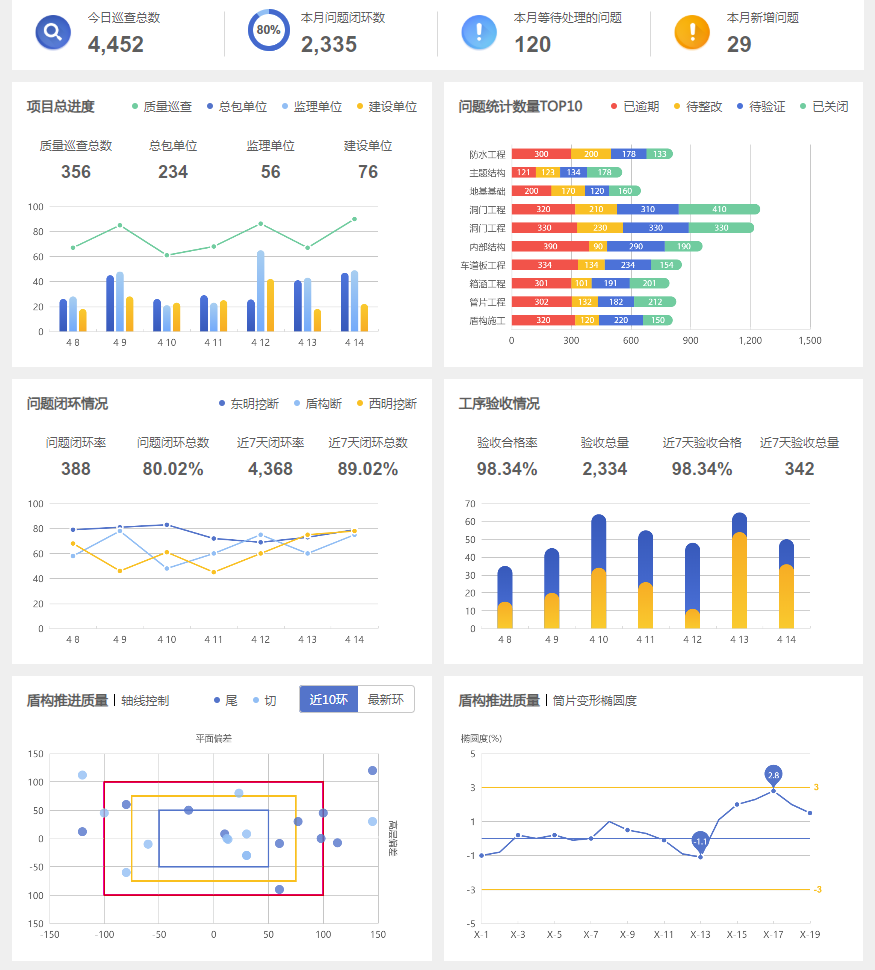 今日巡查总数
4,452
80%
本月问题闭环数
2,335
本月等待处理的问题
120
本月新增问题
29
项目总进度
质量巡查 总包单位 监理单位 建设单位
质量巡查总数 总包单位 监理单位 建设单位
356 234 56 76
100
80
60
40
20
0
4 8 4 9 4 10 4 11 4 12 4 13 4 14
问题统计数量TOP10
已逾期 待整改 待验证 已关闭
防水工程 300 200 178 133
主题结构 121 123 134 178
地基基础 200 170 120 160
洞门工程 320 210 310 410
洞门工程 330 230 330 330
内部结构 390 90 290 190
车道板工程 334 134 234 154
箱涵工程 301 101 191 201
管片工程 302 132 182 212
盾构施工 320 120 220 150
0 300 600 900 1,200 1,500
问题闭环情况
东明挖断 盾构断 西明挖断
问题闭环率 问题闭环总数 近7天闭环率 近7天闭环总数
388 80.02% 4,368 89.02%
100
80
60
40
20
0
4 8 4 9 4 10 4 11 4 12 4 13 4 14
工序验收情况
验收合格率 验收总量 近7天验收合格 近7天验收总量
98.34% 2,334 98.34% 342
70
60
50
40
30
20
10
0
4 8 4 9 4 10 4 11 4 12 4 13 4 14
盾构推进质量 轴线控制
尾 切
近10环 最新环
平面偏差
150
100
50
0
-50
100
150
-150 -100 -50 0 50 100 150
盾构推进质量 筒片变形椭圆度
椭圆度(%)
5
3
1
-1
-3
-5
2.8
-1.1
3
-3
X-1 X-3 X-5 X-7 X-9 X-11 X-13 X-15 X-17 X-19